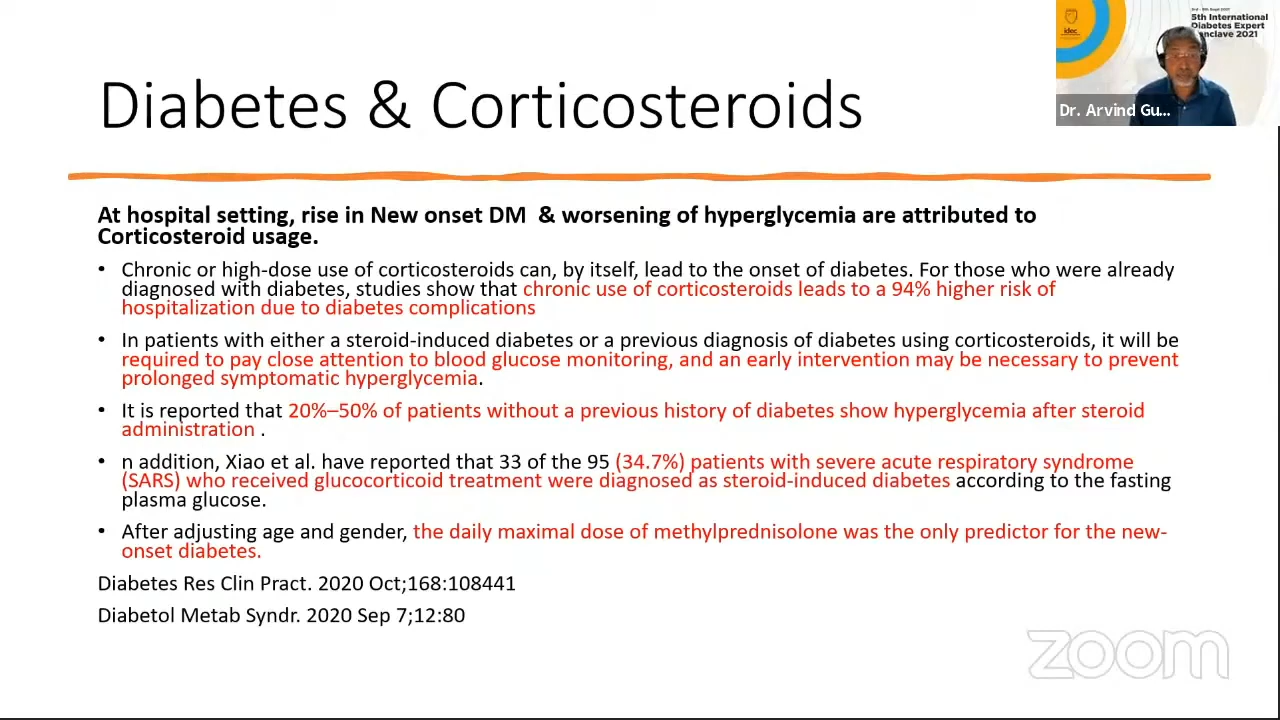 3rd - 5th Sept 2021
5th International
Diabetes Expert
Conclave 2021
idec
Dr. Arvind Gu...
Diabetes & Corticosteroids
At hospital setting, rise in New onset DM & worsening of hyperglycemia are attributed to
Corticosteroid usage.
• Chronic or high-dose use of corticosteroids can, by itself, lead to the onset of diabetes. For those who were already
diagnosed with diabetes, studies show that chronic use of corticosteroids leads to a 94% higher risk of
hospitalization due to diabetes complications
• In patients with either a steroid-induced diabetes or a previous diagnosis of diabetes using corticosteroids, it will be
required to pay close attention to blood glucose monitoring, and an early intervention may be necessary to prevent
prolonged symptomatic hyperglycemia.
• It is reported that 20%–50% of patients without a previous history of diabetes show hyperglycemia after steroid
administration .
• n addition, Xiao et al. have reported that 33 of the 95 (34.7%) patients with severe acute respiratory syndrome
(SARS) who received glucocorticoid treatment were diagnosed as steroid-induced diabetes according to the fasting
plasma glucose.
• After adjusting age and gender, the daily maximal dose of methylprednisolone was the only predictor for the new-
onset diabetes.
Diabetes Res Clin Pract. 2020 Oct;168:108441
Diabetol Metab Syndr. 2020 Sep 7;12:80
zoom